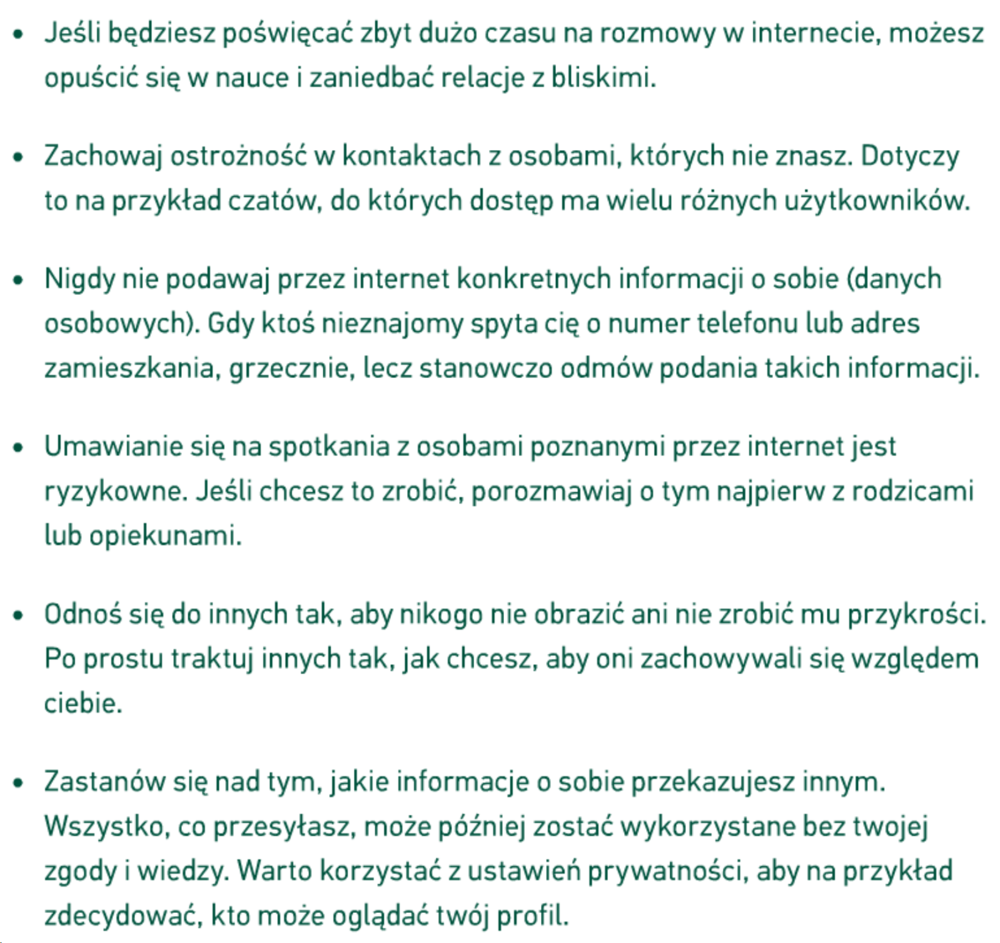 • Jeśli będziesz poświęcać zbyt dużo czasu na rozmowy w internecie, możesz
opuścić się w nauce i zaniedbać relacje z bliskimi.
• Zachowaj ostrożność w kontaktach z osobami, których nie znasz. Dotyczy
to na przykład czatów, do których dostęp ma wielu różnych użytkowników.
• Nigdy nie podawaj przez internet konkretnych informacji o sobie (danych
osobowych). Gdy ktoś nieznajomy spyta cię o numer telefonu lub adres
zamieszkania, grzecznie, lecz stanowczo odmów podania takich informacji.
• Umawianie się na spotkania z osobami poznanymi przez internet jest
ryzykowne. Jeśli chcesz to zrobić, porozmawiaj o tym najpierw z rodzicami
lub opiekunami.
• Odnoś się do innych tak, aby nikogo nie obrazić ani nie zrobić mu przykrości.
Po prostu traktuj innych tak, jak chcesz, aby oni zachowywali się względem
ciebie.
• Zastanów się nad tym, jakie informacje o sobie przekazujesz innym.
Wszystko, co przesyłasz, może później zostać wykorzystane bez twojej
zgody i wiedzy. Warto korzystać z ustawień prywatności, aby na przykład
zdecydować, kto może oglądać twój profil.